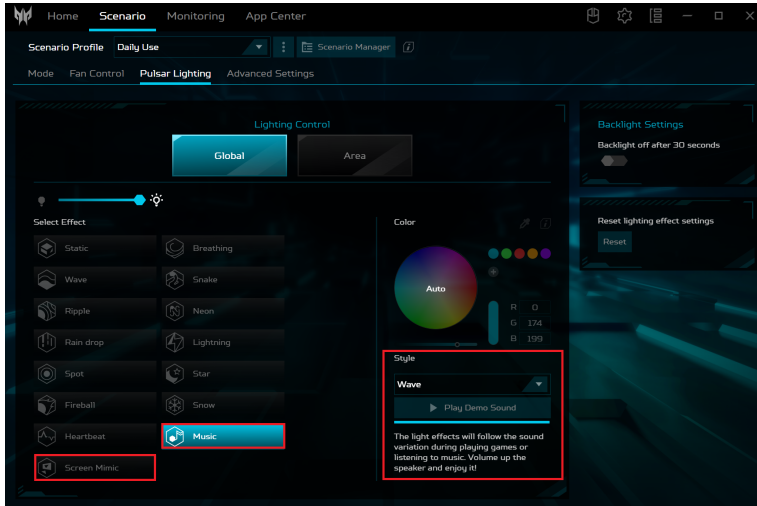 Home Scenario Monitoring App Center
Scenario Profile Daily Use Scenario Manager
Mode Fan Control Pulsar Lighting Advanced Settings
Lighting Control
Global Area
Select Effect
Static Breathing
Wave Snake
Ripple Neon
Rain drop Lightning
Spot Star
Fireball Snow
Heartbeat Music
Screen Mimic
Color
Auto
R 0
G 174
B 199
Style
Wave
Play Demo Sound
The light effects will follow the sound
variation during playing games or
listening to music. Volume up the
speaker and enjoy it!
Backlight Settings
Backlight off after 30 seconds
Reset lighting effect settings
Reset